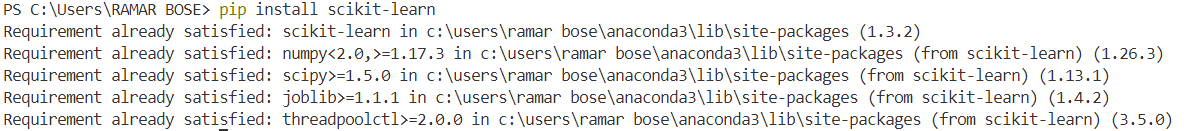 PS C:\Users\RAMAR BOSE> pip install scikit-learn
Requirement already satisfied: scikit-learn in c:\users\ramar bose\anaconda3\lib\site-packages (1.3.2)
Requirement already satisfied: numpy<2.0,>=1.17.3 in c:\users\ramar bose\anaconda3\lib\site-packages (from scikit-learn) (1.26.3)
Requirement already satisfied: scipy>=1.5.0 in c:\users\ramar bose\anaconda3\lib\site-packages (from scikit-learn) (1.13.1)
Requirement already satisfied: joblib>=1.1.1 in c:\users\ramar bose\anaconda3\lib\site-packages (from scikit-learn) (1.4.2)
Requirement already satisfied: threadpoolctl>=2.0.0 in c:\users\ramar bose\anaconda3\lib\site-packages (from scikit-learn) (3.5.0)